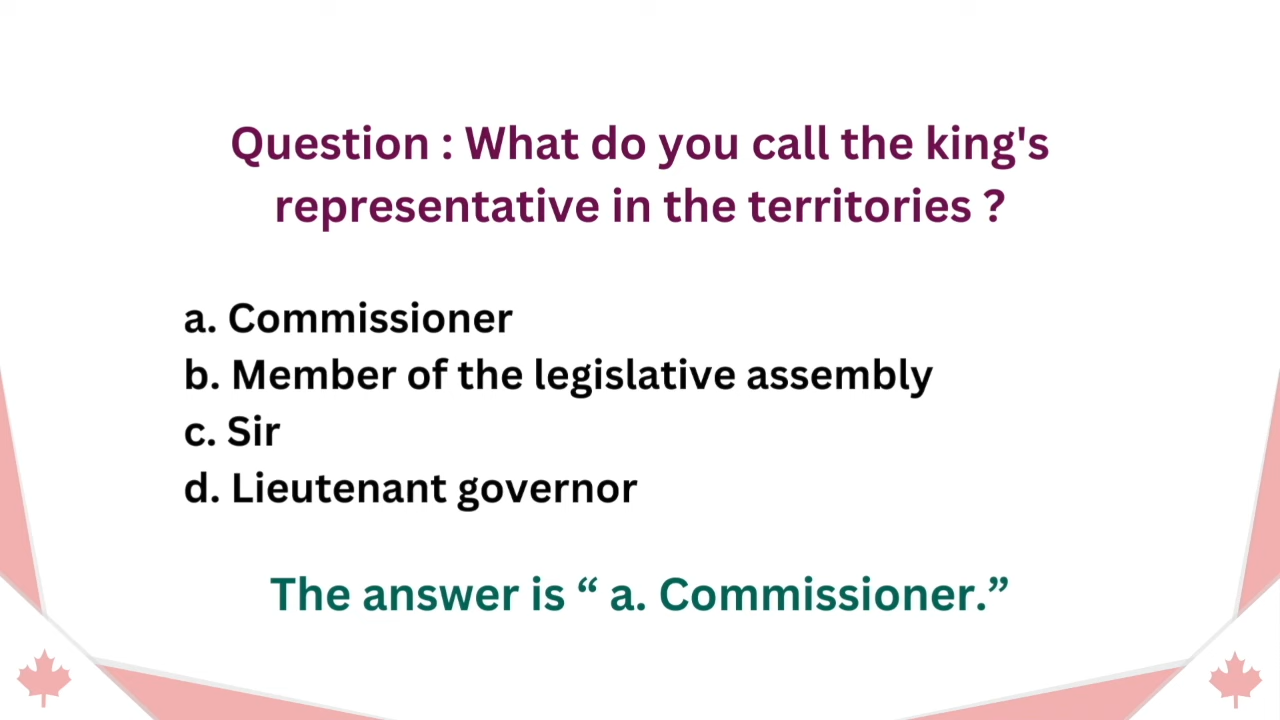 Question : What do you call the king's
representative in the territories ?
a. Commissioner
b. Member of the legislative assembly
c. Sir
d. Lieutenant governor
The answer is “ a. Commissioner.”